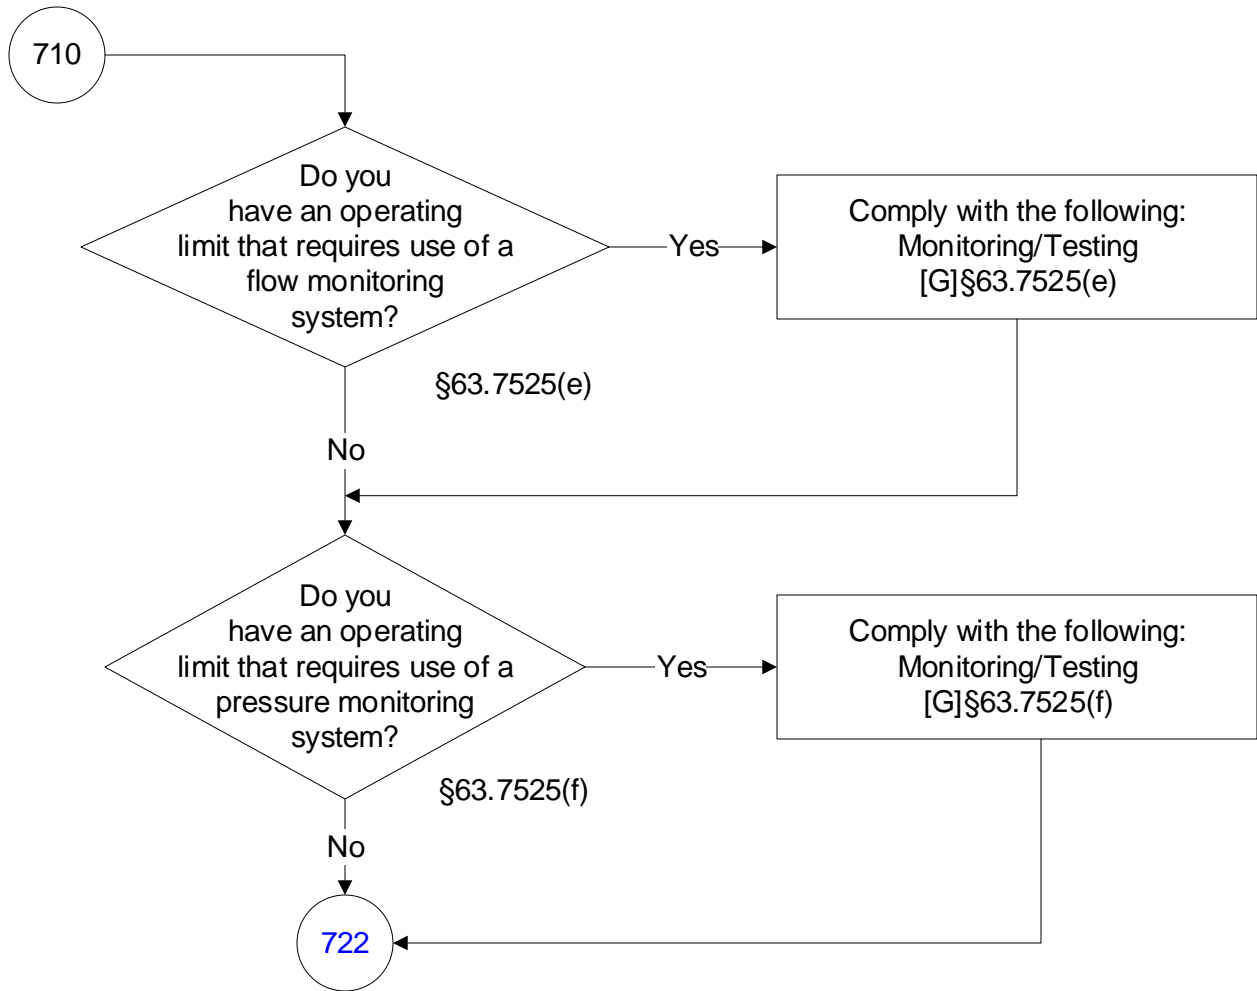 710
Do you
have an operating
limit that requires use of a
flow monitoring
system?
Yes
Comply with the following:
Monitoring/Testing
[G]§63.7525(e)
§63.7525(e)
No
Do you
have an operating
limit that requires use of a
pressure monitoring
system?
Yes
Comply with the following:
Monitoring/Testing
[G]§63.7525(f)
§63.7525(f)
No
722